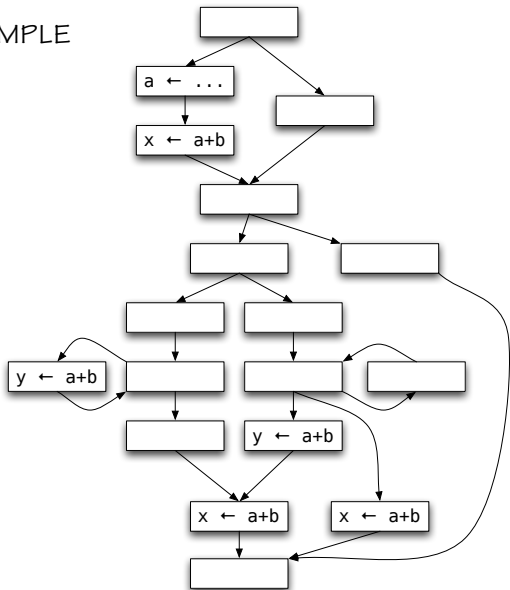 MPLE
a ← ...
x ← a+b
y ← a+b
y ← a+b
x ← a+b
x ← a+b